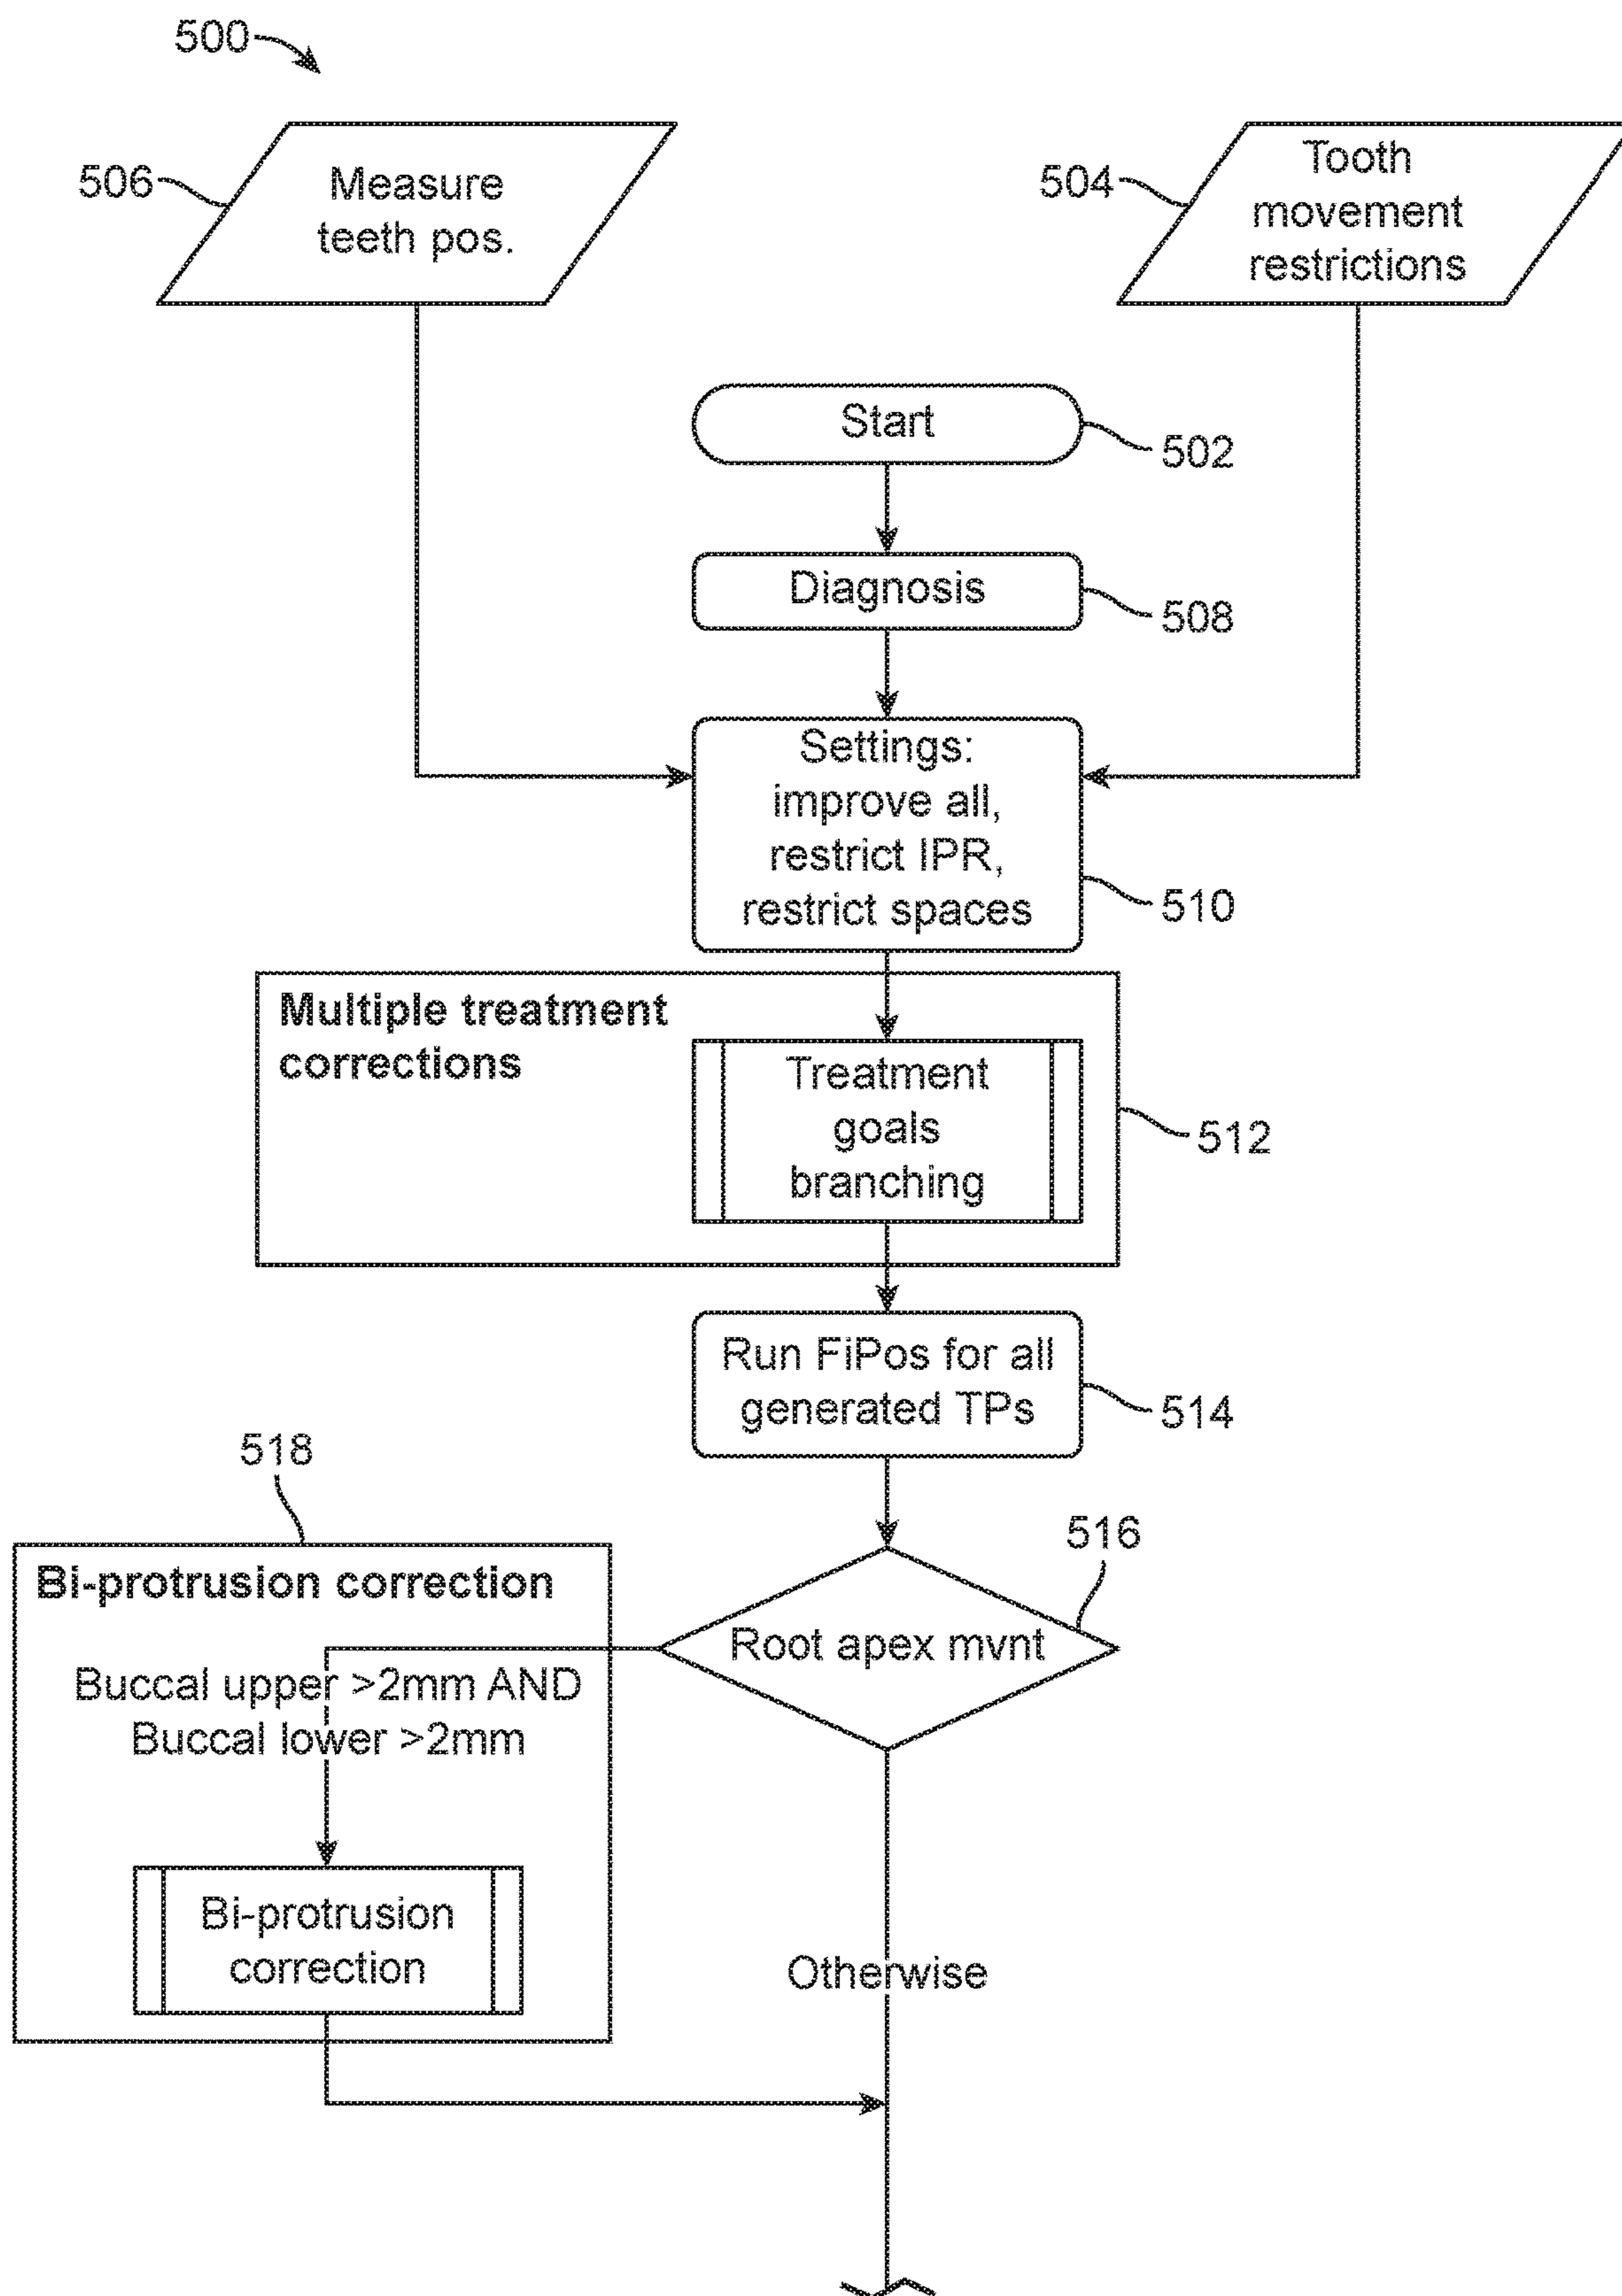 500
506
Measure
teeth pos.
504
Tooth
movement
restrictions
Start
502
Diagnosis
508
Settings:
improve all,
restrict IPR,
restrict spaces
510
Multiple treatment
corrections
Treatment
goals
branching
512
Run FiPos for all
generated TPs
514
518
516
Bi-protrusion correction
Root apex mvnt
Buccal upper >2mm AND
Buccal lower >2mm
Bi-protrusion
correction
Otherwise